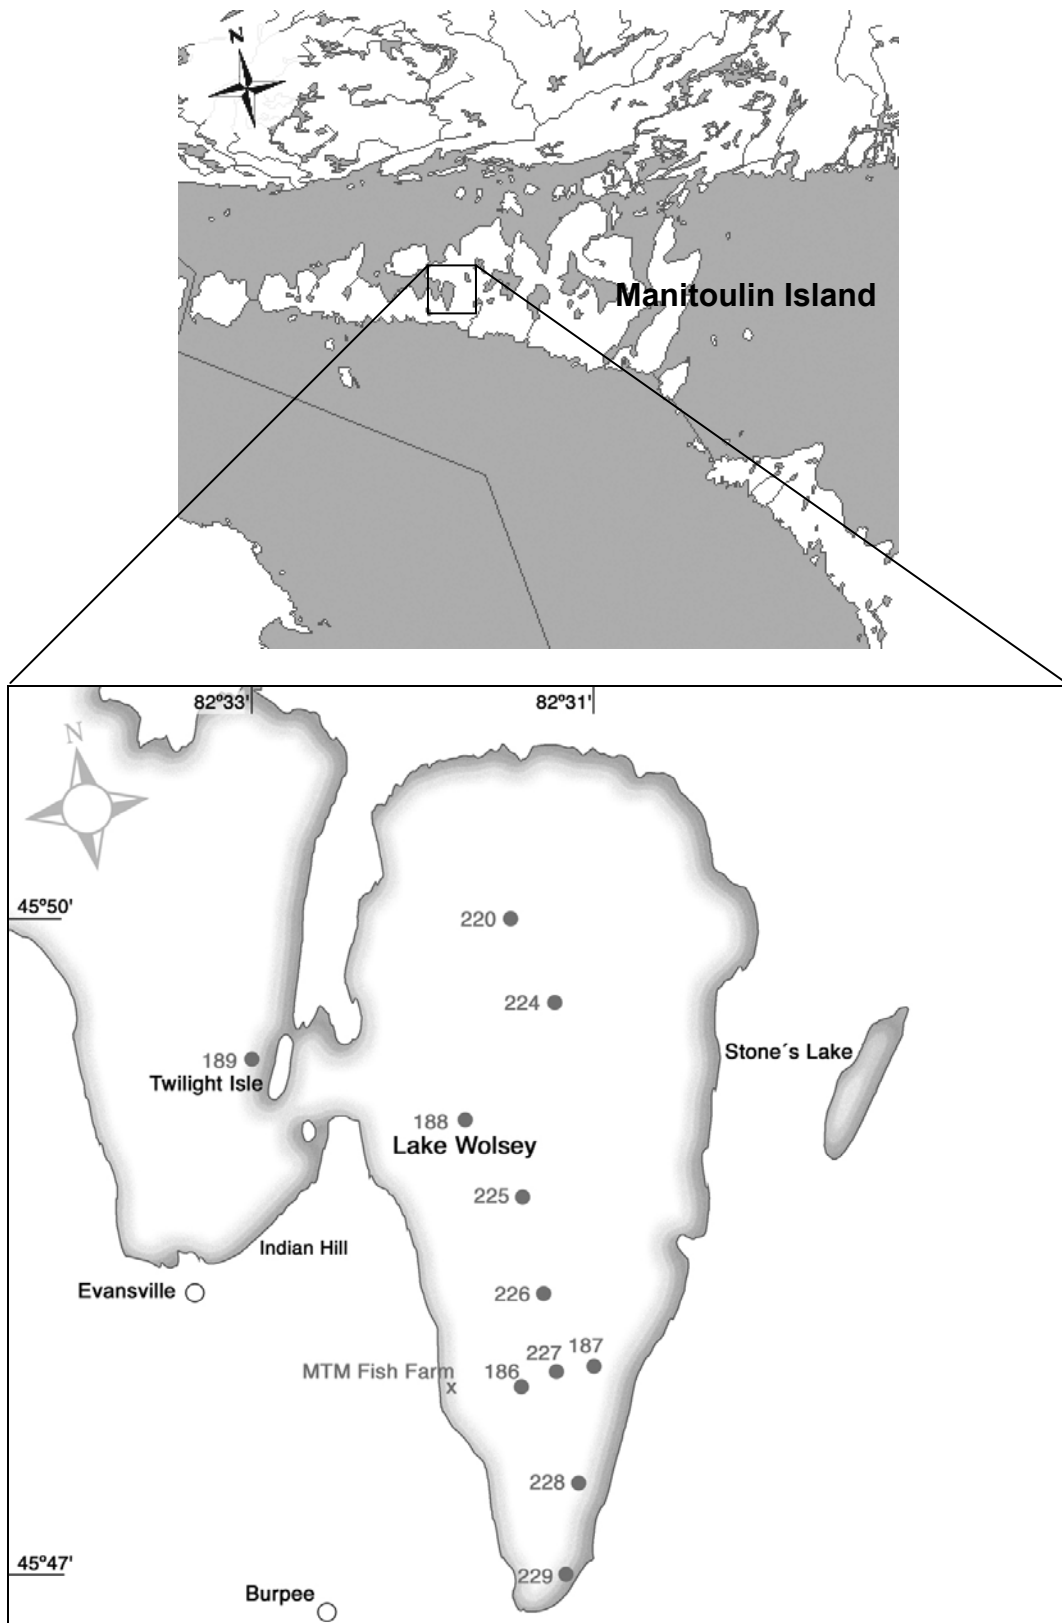 N
Manitoulin Island
82º33'
82º31'
N
45º50'
220
224
189
Twilight Isle
Stone´s Lake
188
Lake Wolsey
225
Indian Hill
Evansville
226
187
227
MTM Fish Farm
186
x
228
45º47'
229
Burpee